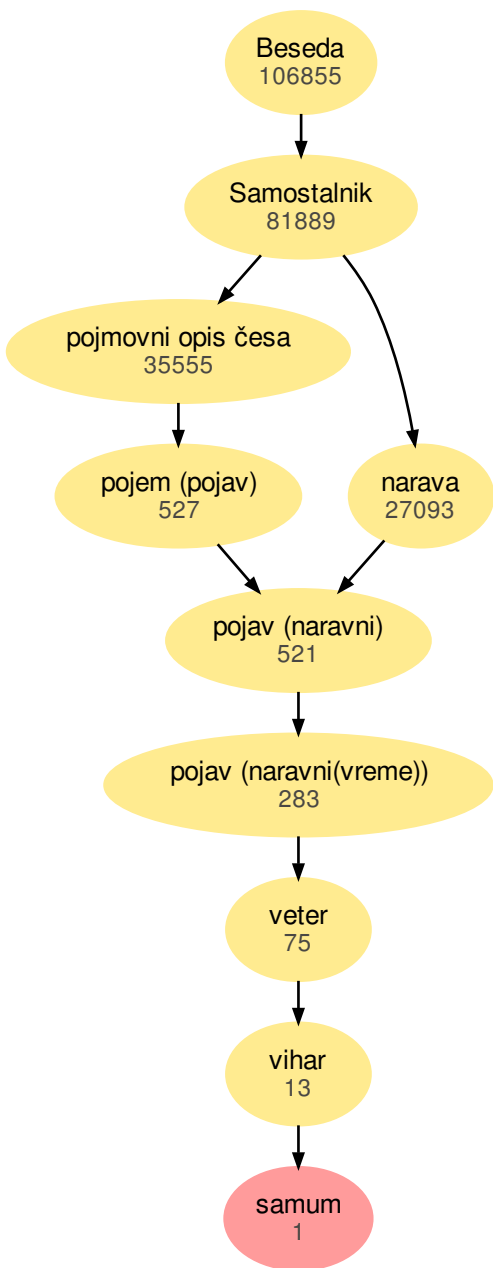 Beseda
106855
Samostalnik
81889
pojmovni opis česa
35555
pojem (pojav)
527
narava
27093
pojav (naravni)
521
pojav (naravni(vreme))
283
veter
75
vihar
13
samum
1